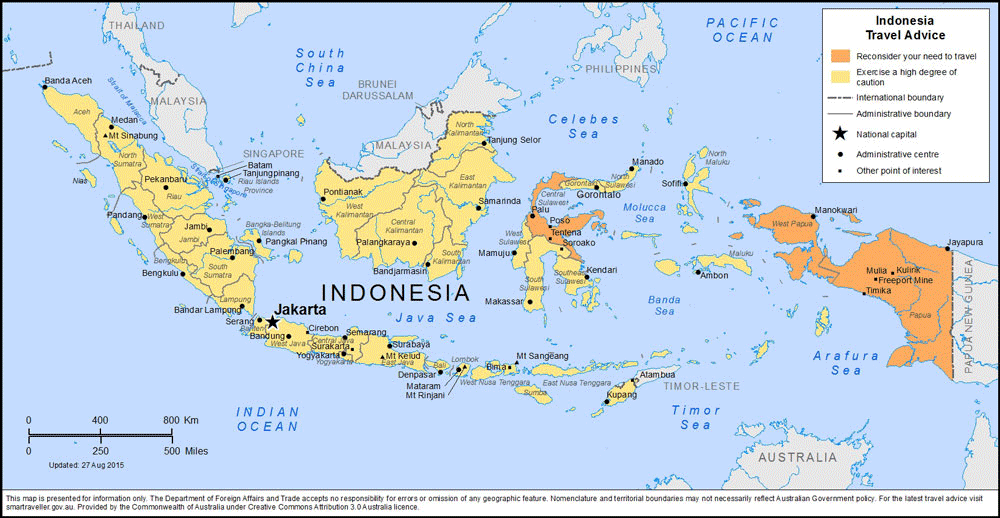 Indonesia
Travel Advice
Reconsider your need to travel
Exercise a high degree of
caution
International boundary
Administrative boundary
National capital
Administrative centre
Other point of interest
THAILAND
PACIFIC
OCEAN
South
China
Sea
PHILIPPINES
BRUNEI
DARUSSALAM
Banda Aceh
Strait of Malacca
MALAYSIA
Aceh
Medan
Mt Sinabung
North
Sumatra
MALAYSIA
North
Kalimantan
Celebes
Sea
Tanjung Selor
SINGAPORE
Batam
Tanjungpinang
Riau Islands
Province
Nias
Pekanbaru
Riau
East
Kalimantan
Manado
North
Maluku
Sofifi
Gorontalo
North
Sulawesi
Gorontalo
Central
Sulawesi
Pontianak
West
Kalimantan
Samarinda
Molucca
Sea
Padang
West
Sumatra
Jambi
Jambi
Bangka-Belitung
Islands
Pangkal Pinang
Central
Kalimantan
Palangkaraya
South
Kalimantan
Palu
Poso
Tentena
Soroako
West
Sulawesi
Manokwari
West Papua
Jayapura
Palembang
South
Sumatra
Bengkulu
Bengkulu
Bandjarmasin
Mamuju
Kendari
South
Sulawesi
Southeast
Sulawesi
Maluku
Ambon
Mulia
Kulirik
Freeport Mine
Timika
Papua
PAPUA NEW GUINEA
Lampung
Bandar Lampung
INDONESIA
Makassar
Banda
Sea
Jakarta
Java Sea
Serang
Banten
Bandung
West Java
Cirebon
Semarang
Central Java
Surakarta
Yogyakarta
Yogyakarta
Surabaya
Mt Kelud
East Java
Bali
Lombok
Mt Sangeang
Bima
Denpasar
Mataram
Mt Rinjani
West Nusa Tenggara
East Nusa Tenggara
Sumba
Atambua
Kupang
TIMOR-LESTE
Arafura
Sea
Timor
Sea
INDIAN
OCEAN
AUSTRALIA
0 400 800 Km
0 250 500 Miles
Updated: 27 Aug 2015
This map is presented for information only. The Department of Foreign Affairs and Trade accepts no responsibility for errors or omission of any geographic feature. Nomenclature and territorial boundaries may not necessarily reflect Australian Government policy. For the latest travel advice visit
smartraveller.gov.au. Provided by the Commonwealth of Australia under Creative Commons Attribution 3.0 Australia licence.